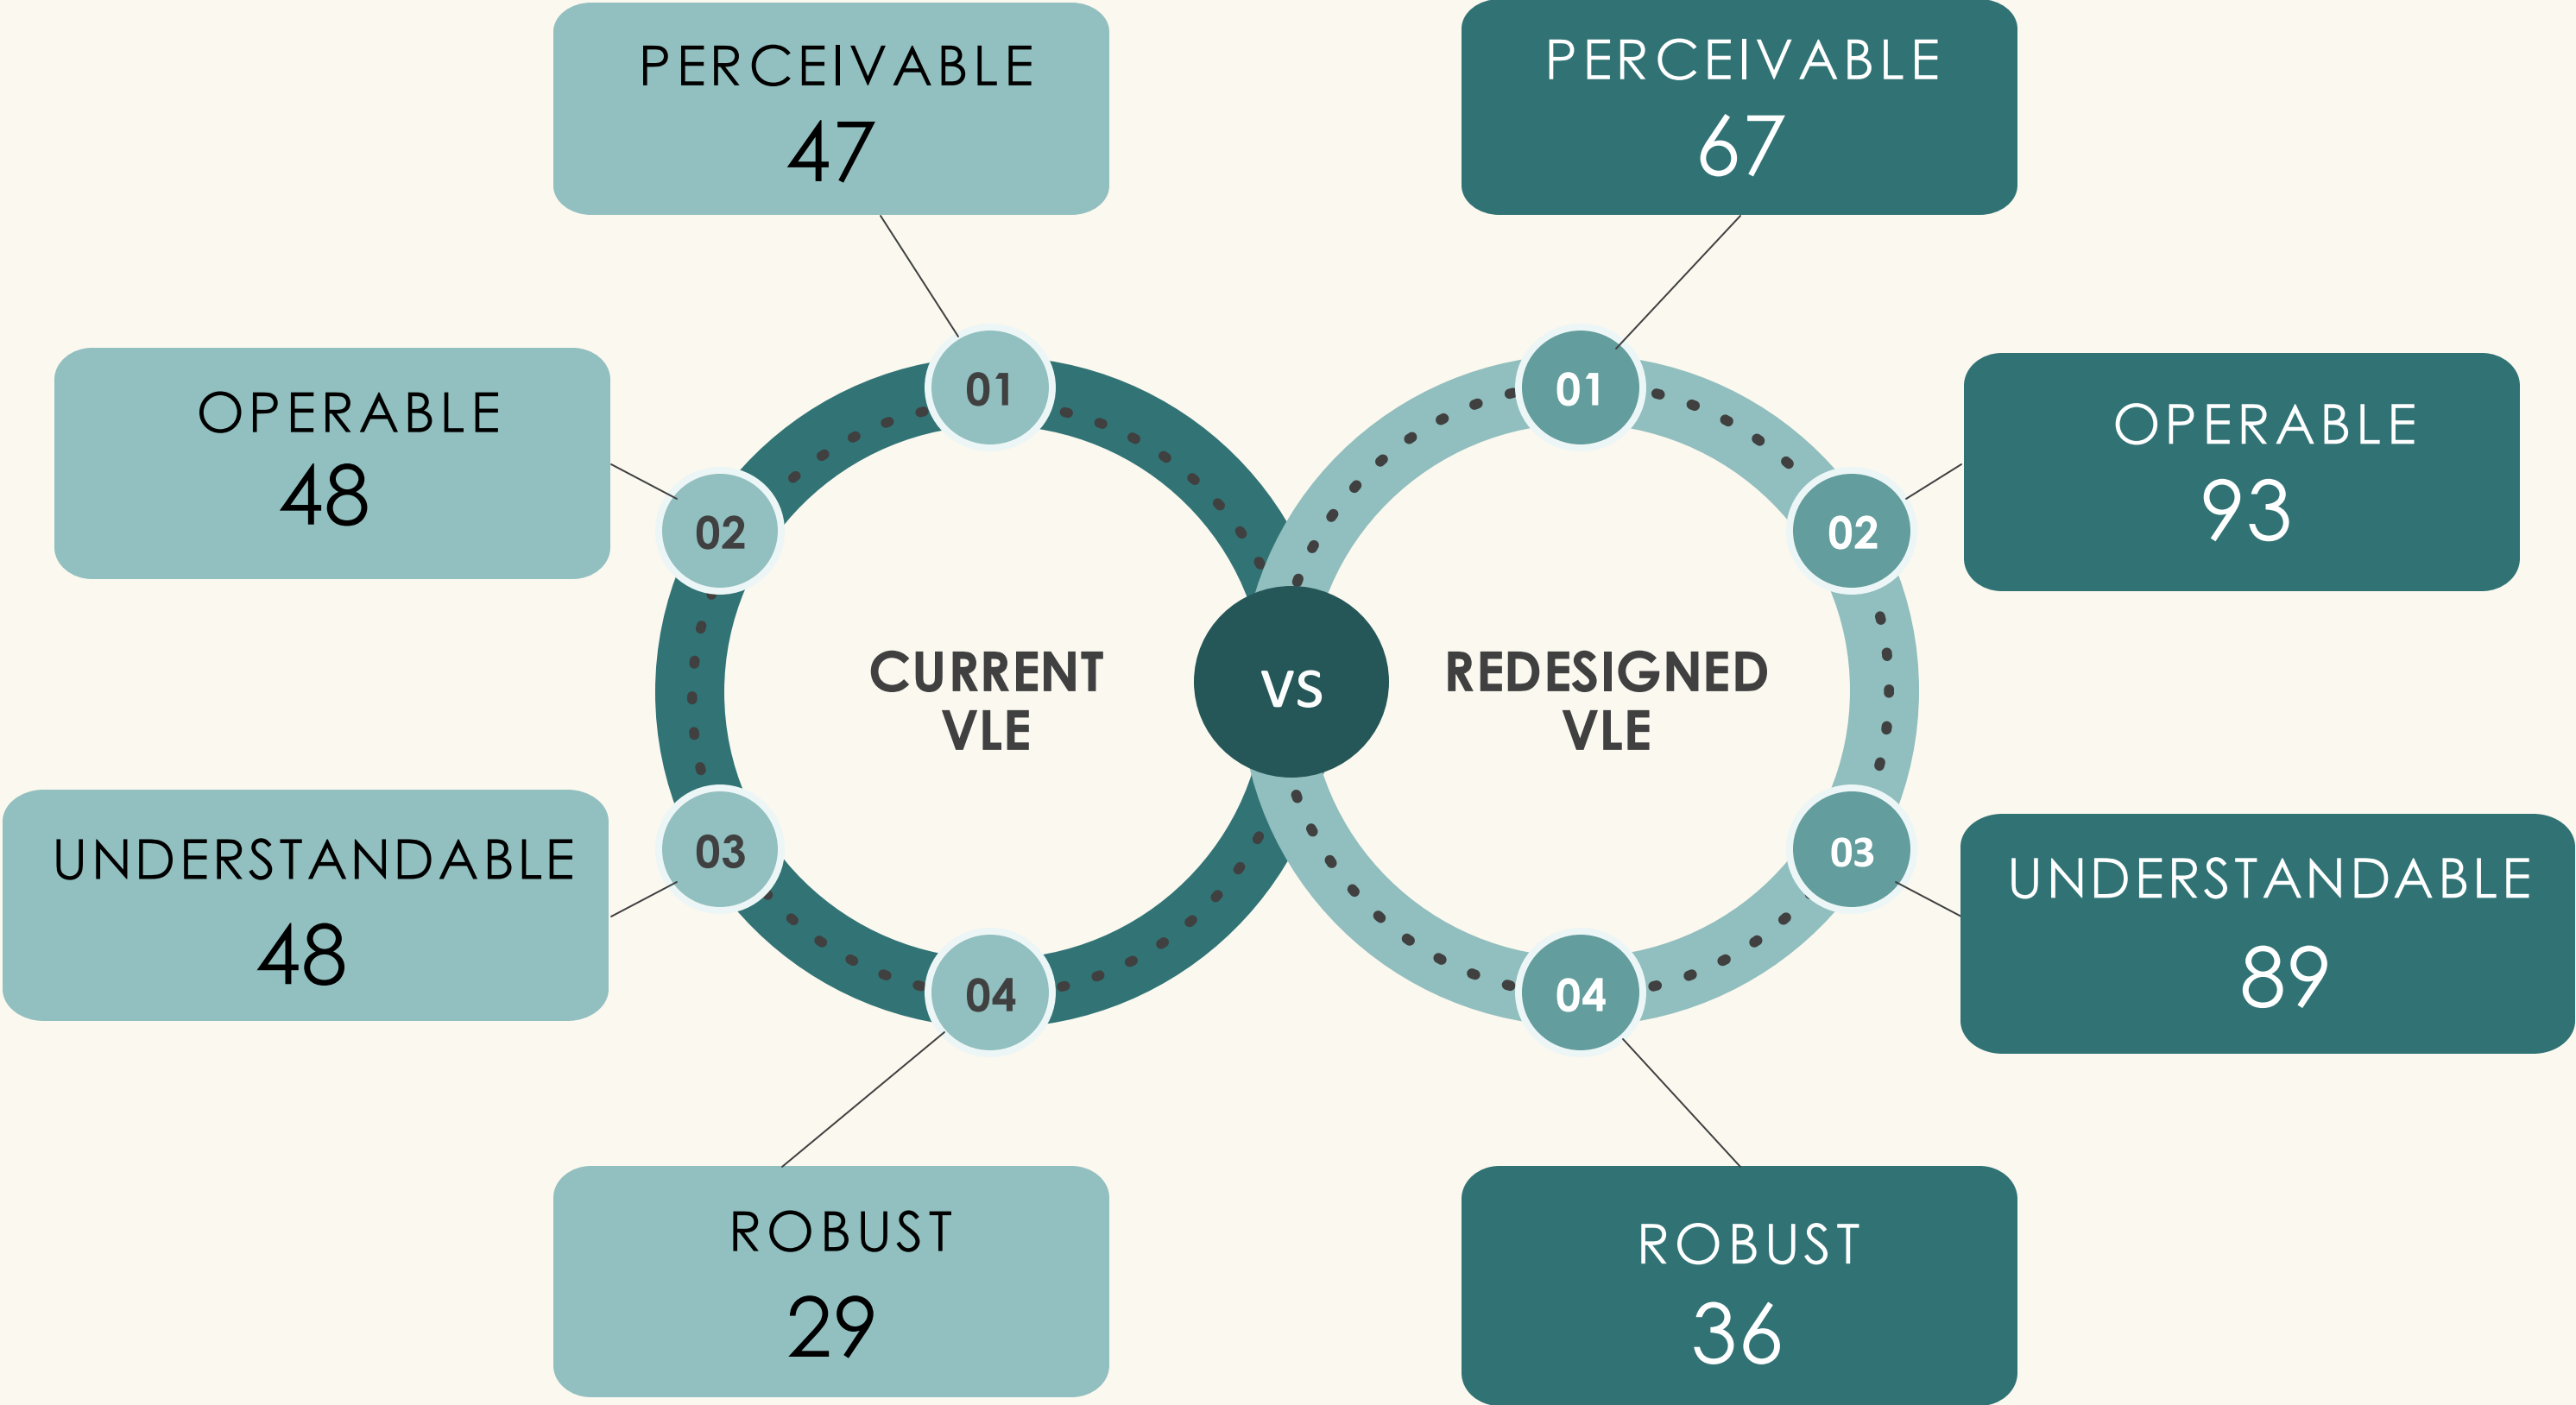 PERCEIVABLE
47
PERCEIVABLE
67
OPERABLE
48
OPERABLE
93
UNDERSTANDABLE
48
UNDERSTANDABLE
89
ROBUST
29
ROBUST
36
01
02
03
04
CURRENT
VLE
VS
REDESIGNED
VLE
01
02
03
04